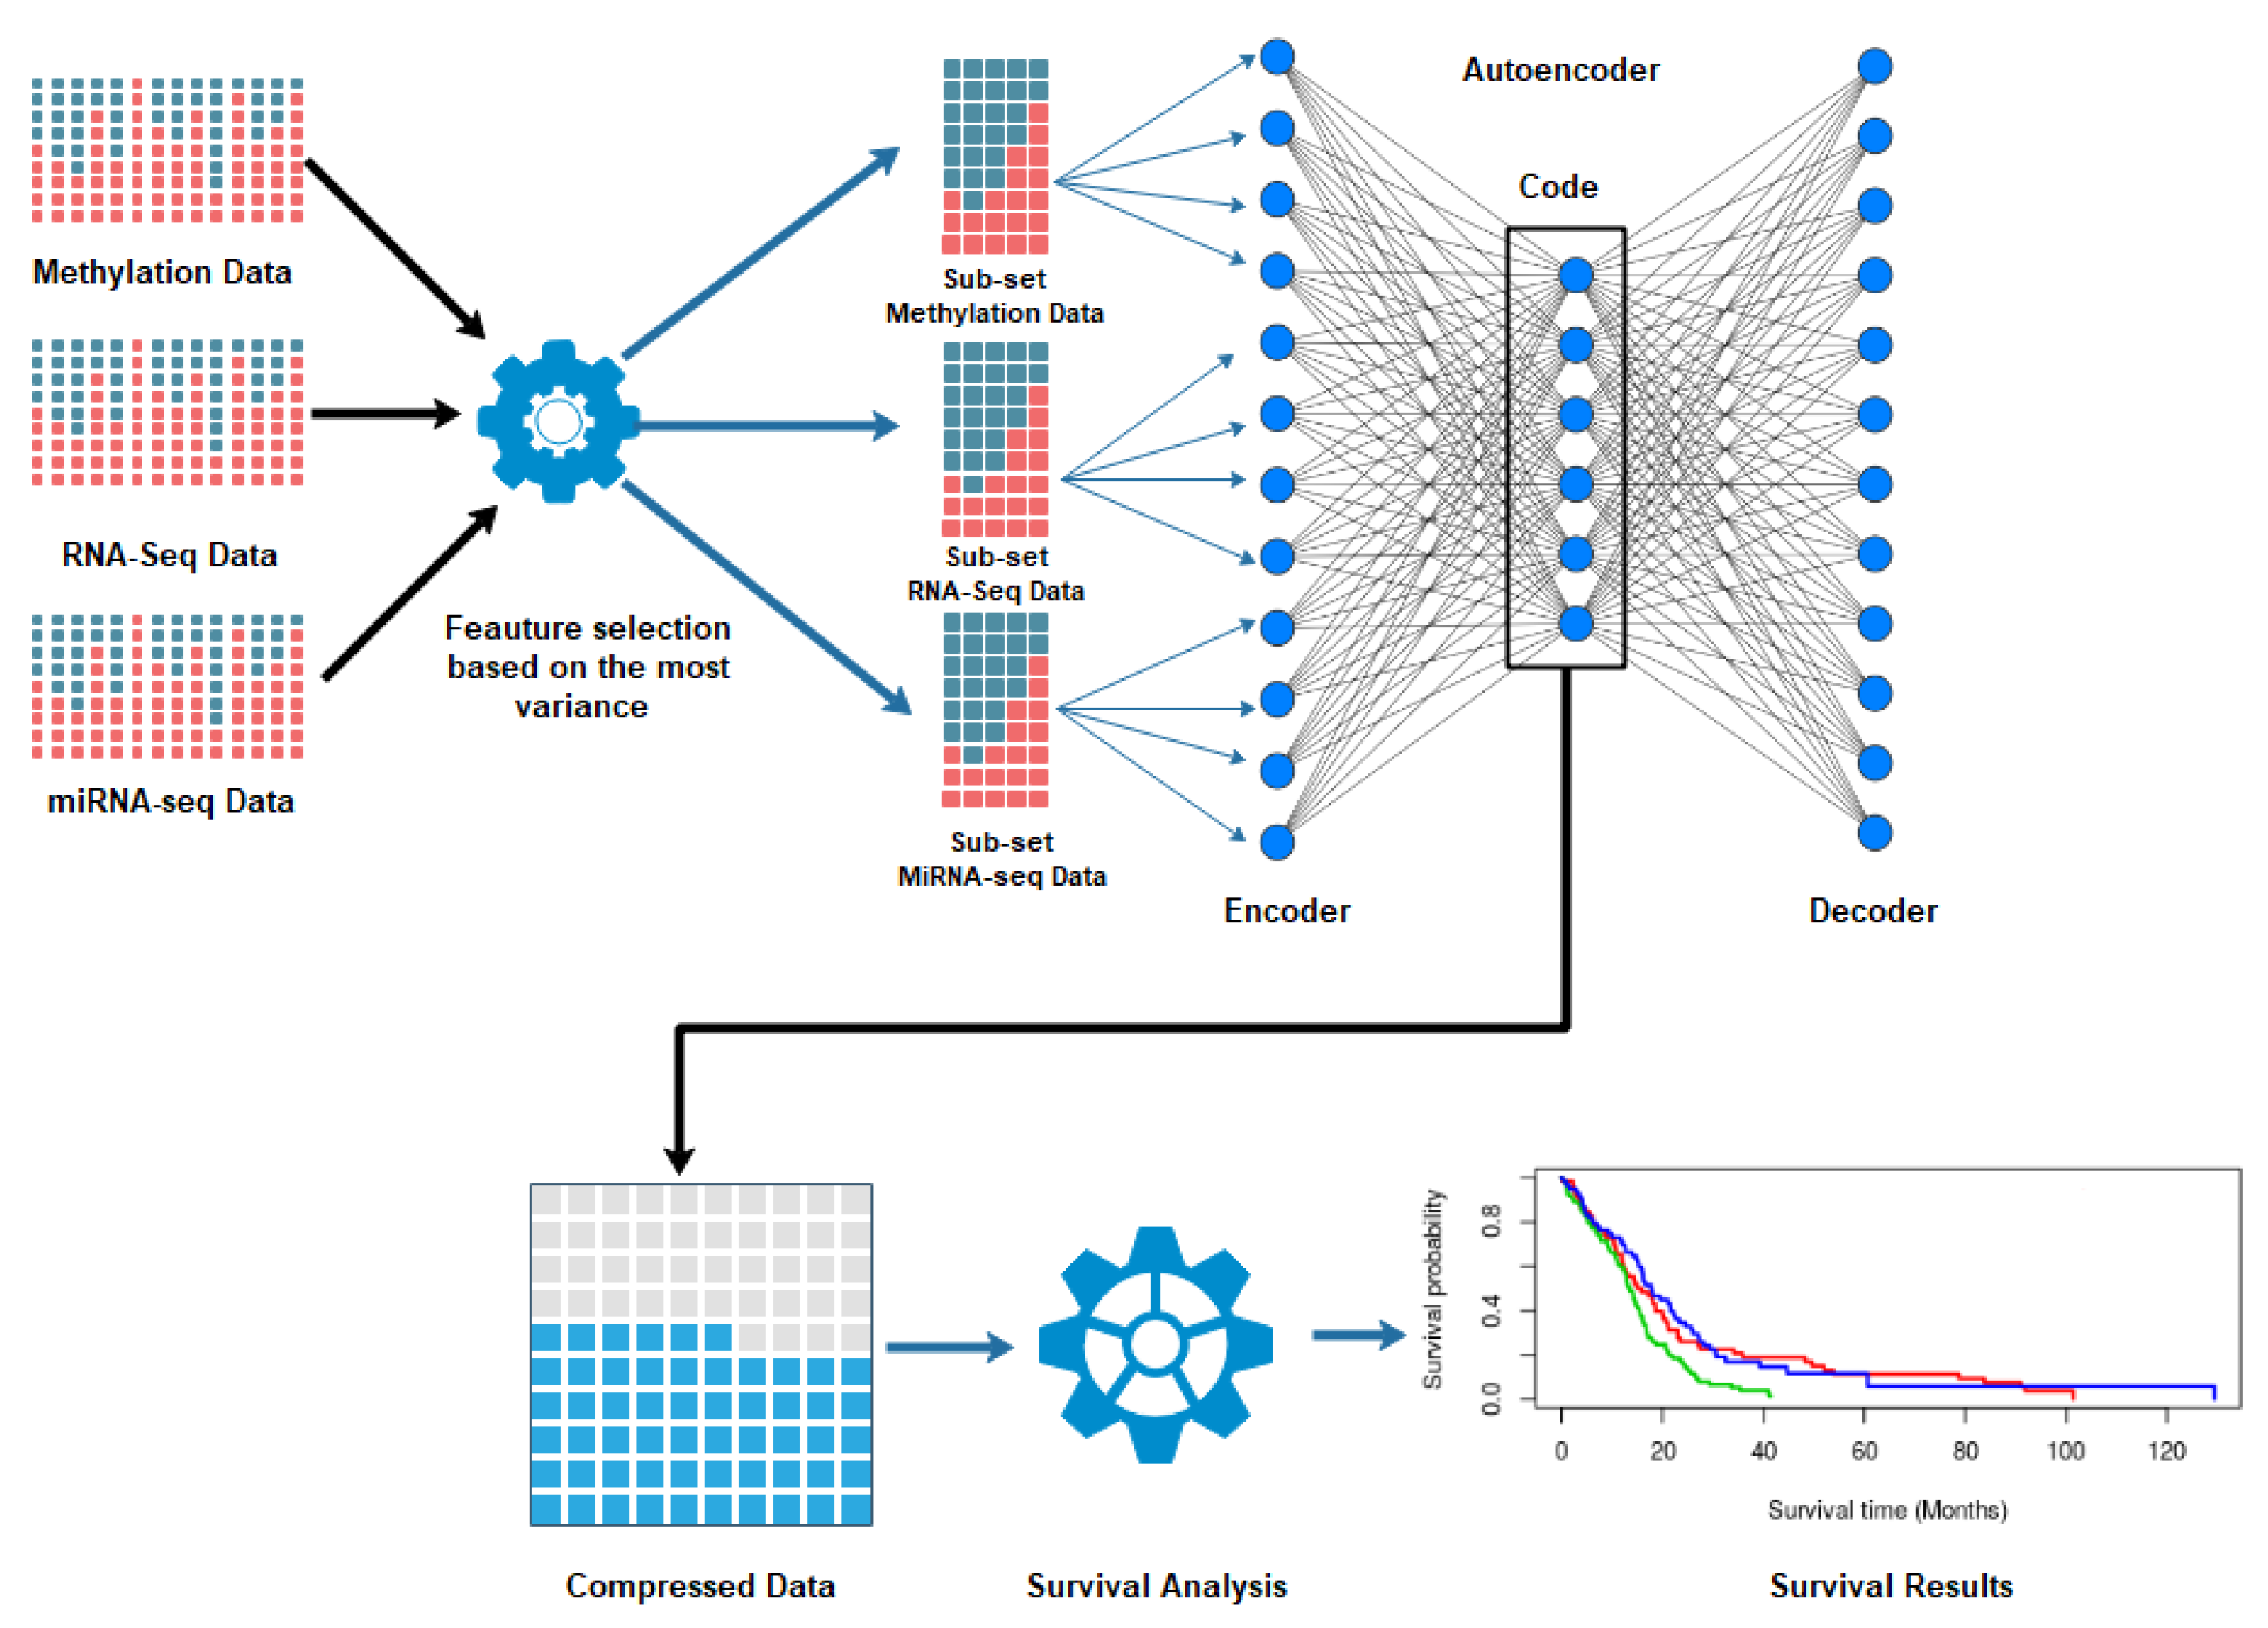 Methylation Data
RNA-Seq Data
miRNA-seq Data
Feauture selection
based on the most
variance
Sub-set
Methylation Data
Sub-set
RNA-Seq Data
Sub-set
MiRNA-seq Data
Autoencoder
Code
Encoder
Decoder
Compressed Data
Survival Analysis
Survival probability
0.8
0.4
0.0
0 20 40 60 80 100 120
Survival time (Months)
Survival Results